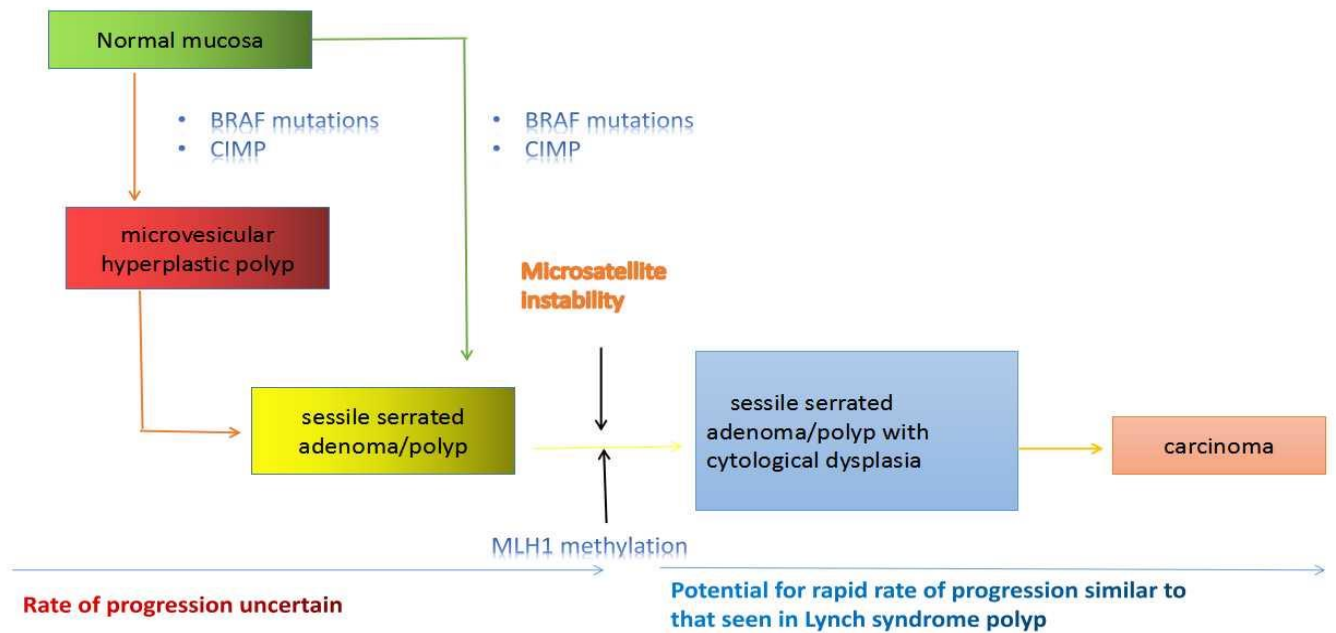 Normal mucosa
• BRAF mutations
• CIMP
• BRAF mutations
• CIMP
microvesicular
hyperplastic polyp
Microsatellite
instability
sessile serrated
adenoma/polyp
sessile serrated
adenoma/polyp with
cytological dysplasia
carcinoma
MLH1 methylation
Rate of progression uncertain
Potential for rapid rate of progression similar to
that seen in Lynch syndrome polyp